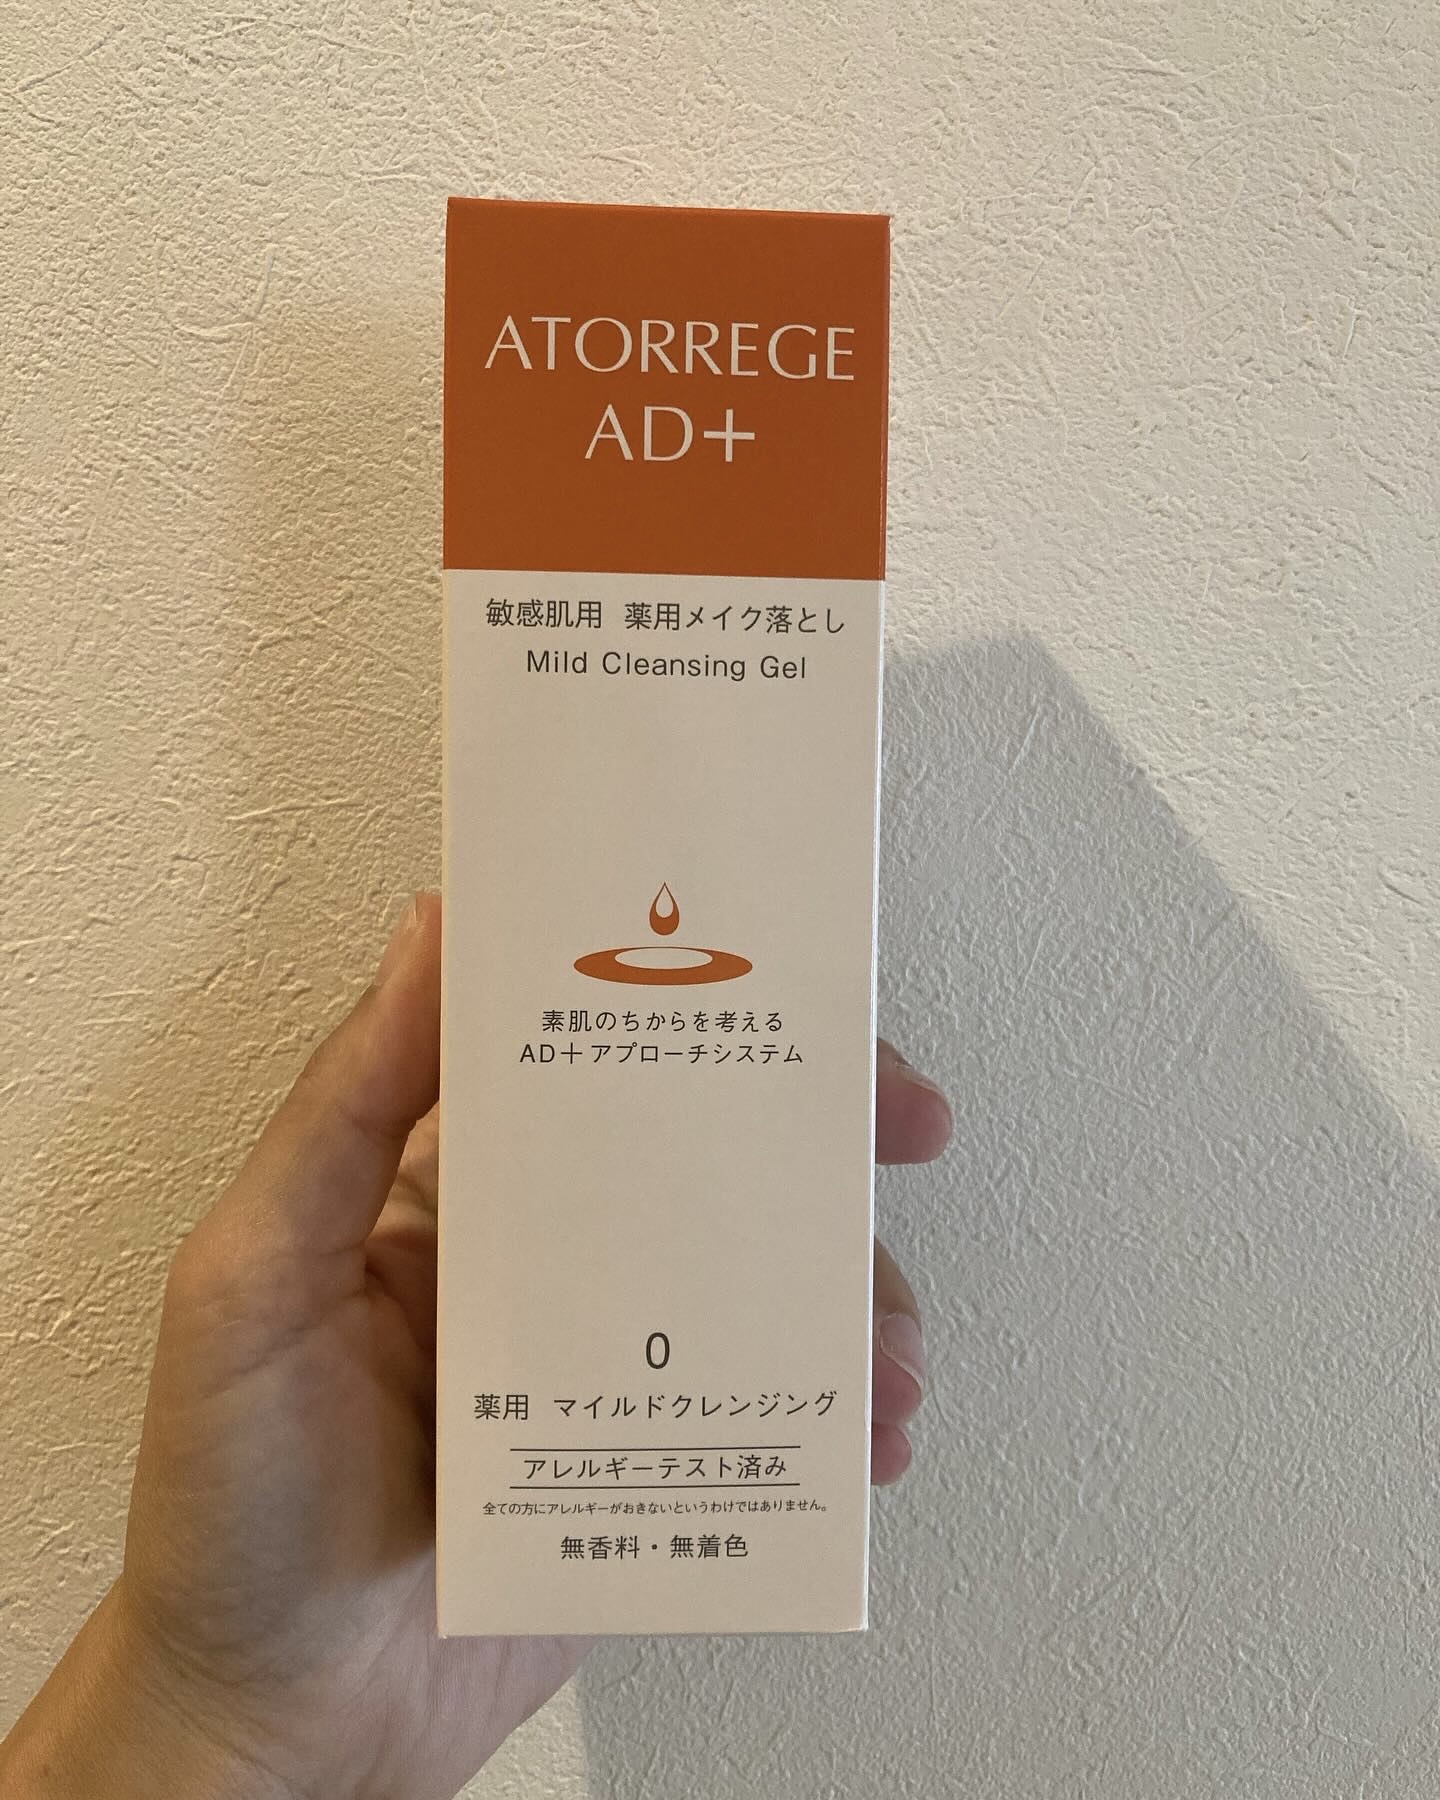 ATORREGE
AD+
敏感肌用 薬用メイク落とし
Mild Cleansing Gel
素肌のちからを考える
AD+アプローチシステム
0
薬用 マイルドクレンジング
アレルギーテスト済み
全ての方にアレルギーがおきないというわけではありません。
無香料・無着色